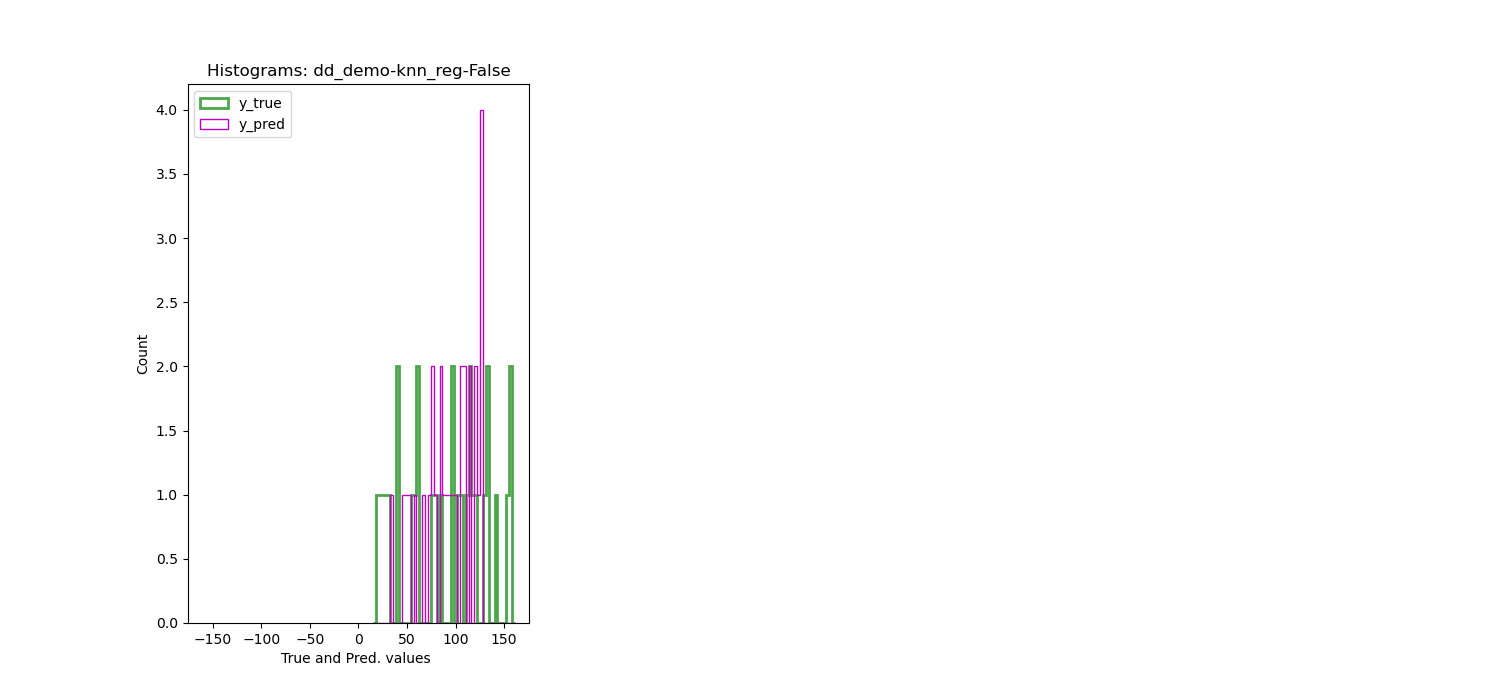 Histograms: dd_demo-knn_reg-False
y_true
y_pred
4.0
3.5
3.0
2.5
2.0
1.5
1.0
0.5
0.0
Count
−150 −100 −50 0 50 100 150
True and Pred. values